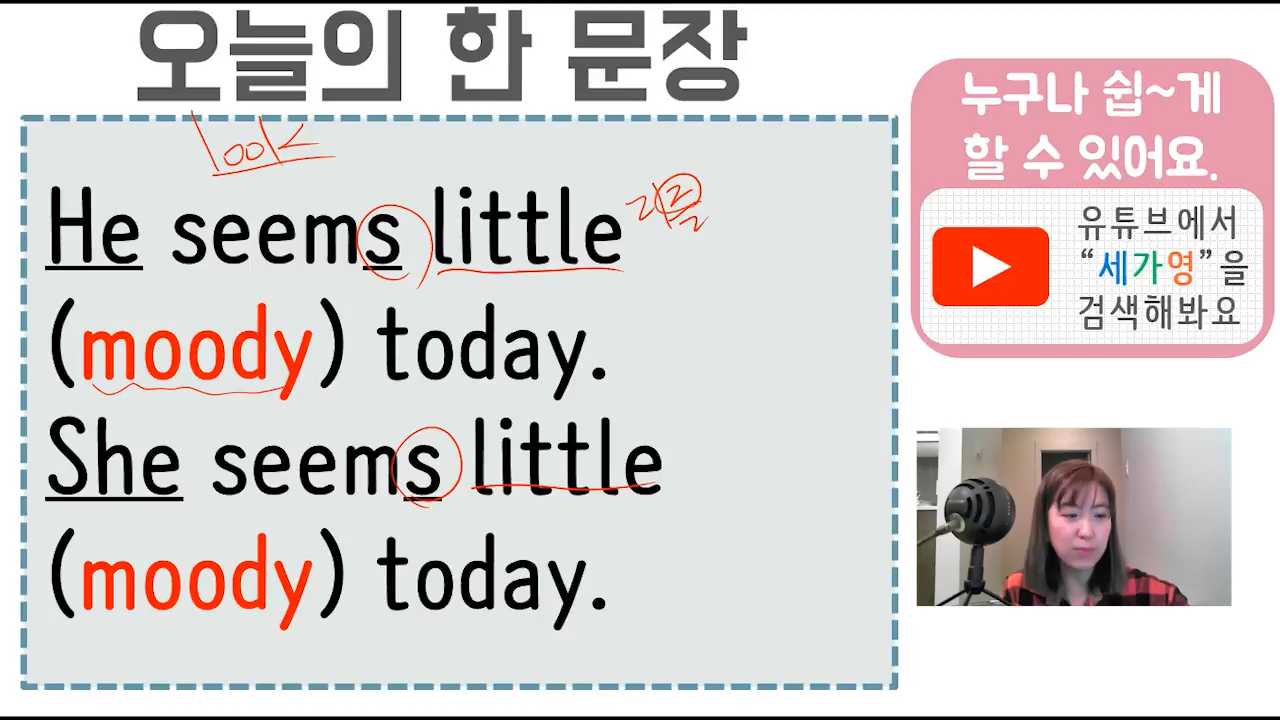 오늘의 한 문장
look
He seems little
(moody) today.
She seems little
(moody) today.
누구나 쉽~게
할 수 있어요.
유튜브에서
“세가영”을
검색해봐요